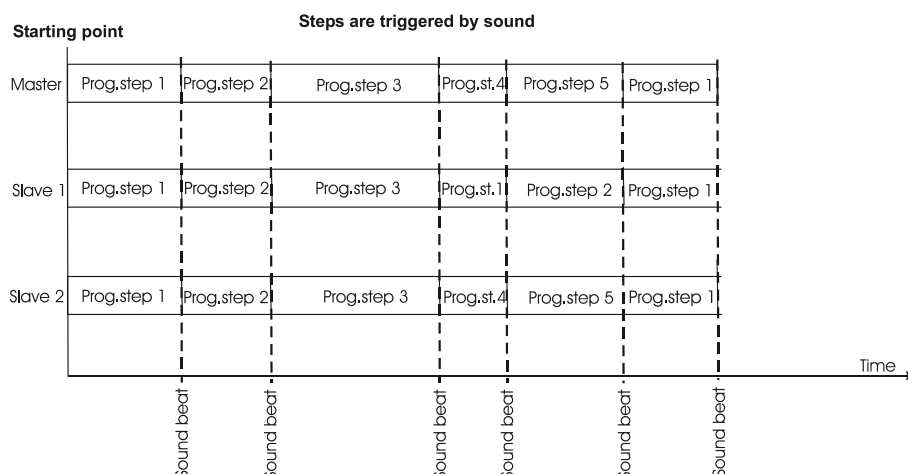 Steps are triggered by sound
Starting point
Master
Prog.step 1
Prog.step 2
Prog.step 3
Prog.st.4
Prog.step 5
Prog.step 1
Slave 1
Prog.step 1
Prog.step 2
Prog.step 3
Prog.st.1
Prog.step 2
Prog.step 1
Slave 2
Prog.step 1
Prog.step 2
Prog.step 3
Prog.st.4
Prog.step 5
Prog.step 1
Time
Sound beat
Sound beat
Sound beat
Sound beat
Sound beat
Sound beat